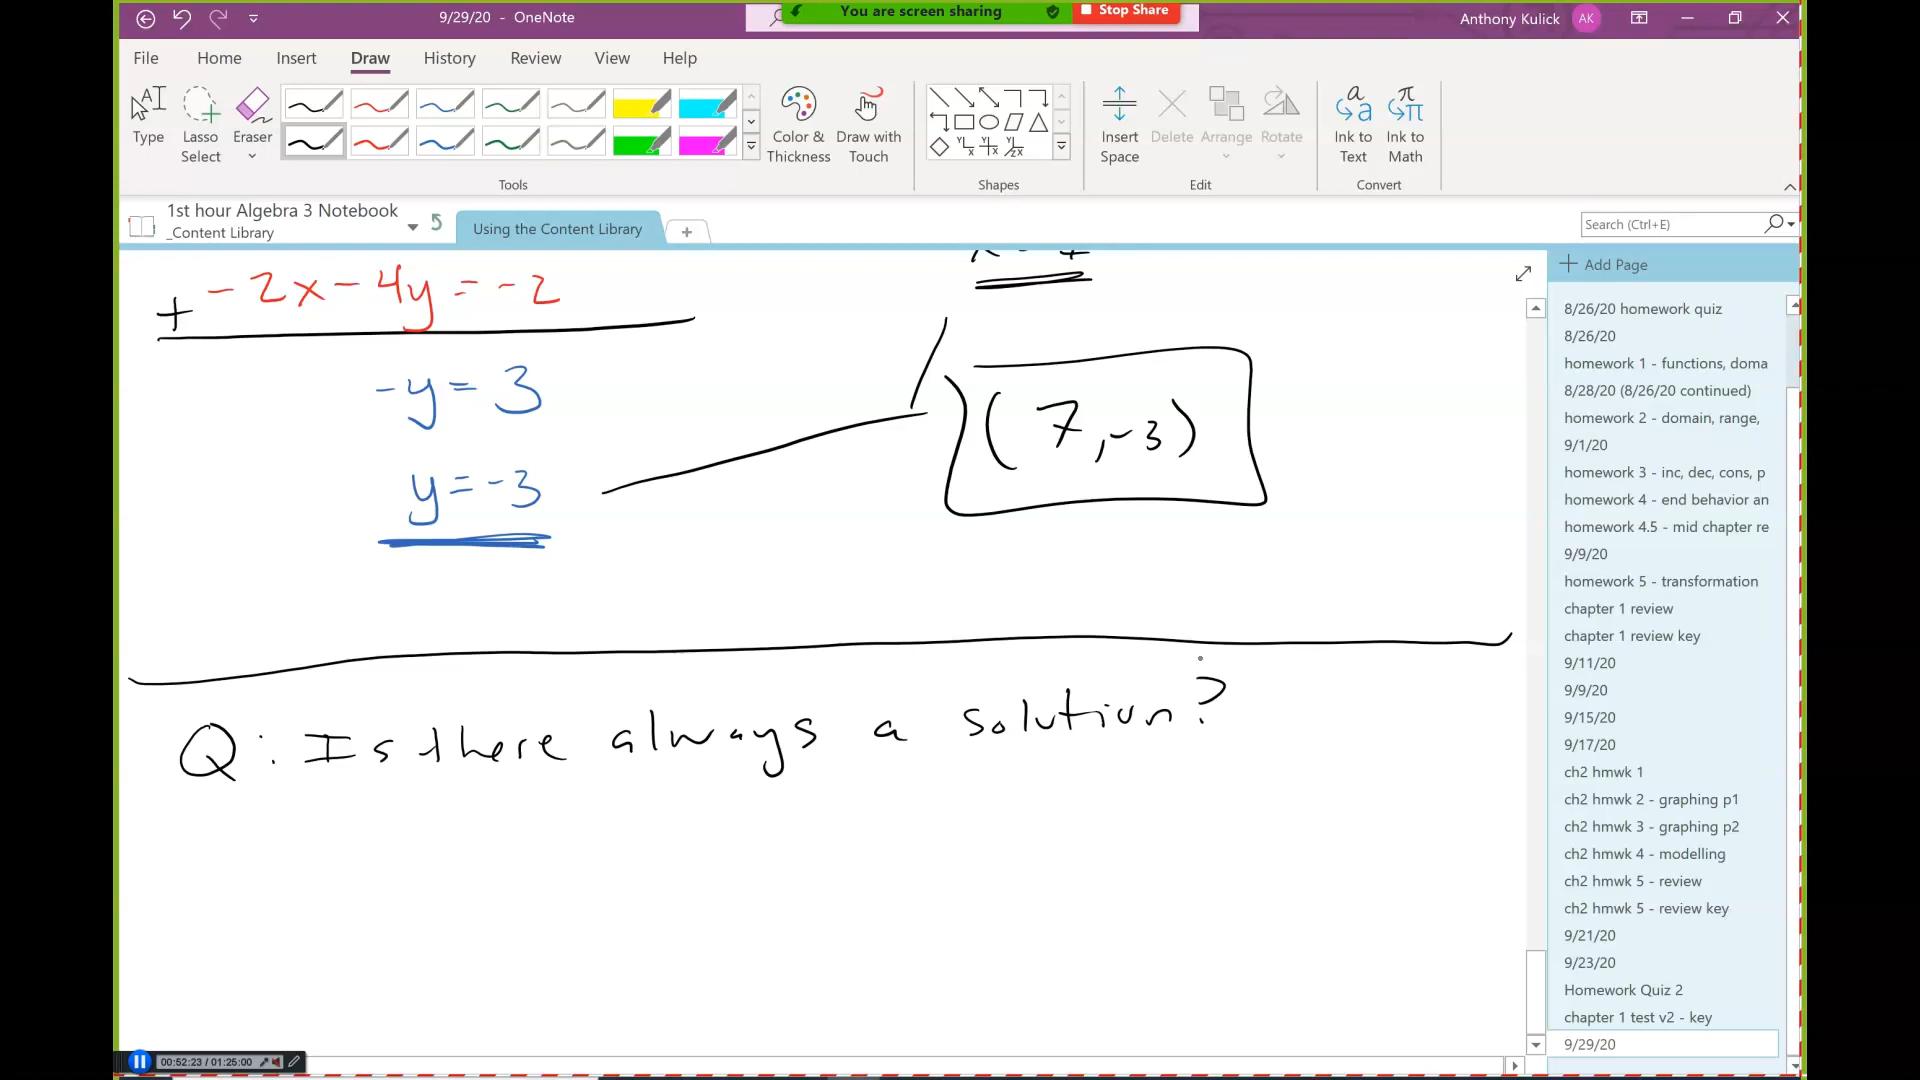 9/29/20 - OneNote
You are screen sharing
Stop Share
Anthony Kulick
AK
File Home Insert Draw History Review View Help
Type
Lasso Select
Eraser
Color & Thickness
Draw with Touch
Insert Space
Delete
Arrange
Rotate
Ink to Text
Ink to Math
Tools Shapes Edit Convert
1st hour Algebra 3 Notebook
_Content Library
Using the Content Library
Search (Ctrl+E)
+ -2x - 4y = -2
-y = 3
y = -3
(7, -3)
Q: Is there always a solution?
Add Page
8/26/20 homework quiz
8/26/20
homework 1 - functions, doma
8/28/20 (8/26/20 continued)
homework 2 - domain, range,
9/1/20
homework 3 - inc, dec, cons, p
homework 4 - end behavior an
homework 4.5 - mid chapter re
9/9/20
homework 5 - transformation
chapter 1 review
chapter 1 review key
9/11/20
9/9/20
9/15/20
9/17/20
ch2 hmwk 1
ch2 hmwk 2 - graphing p1
ch2 hmwk 3 - graphing p2
ch2 hmwk 4 - modelling
ch2 hmwk 5 - review
ch2 hmwk 5 - review key
9/21/20
9/23/20
Homework Quiz 2
chapter 1 test v2 - key
9/29/20
00:52:23 / 01:25:00